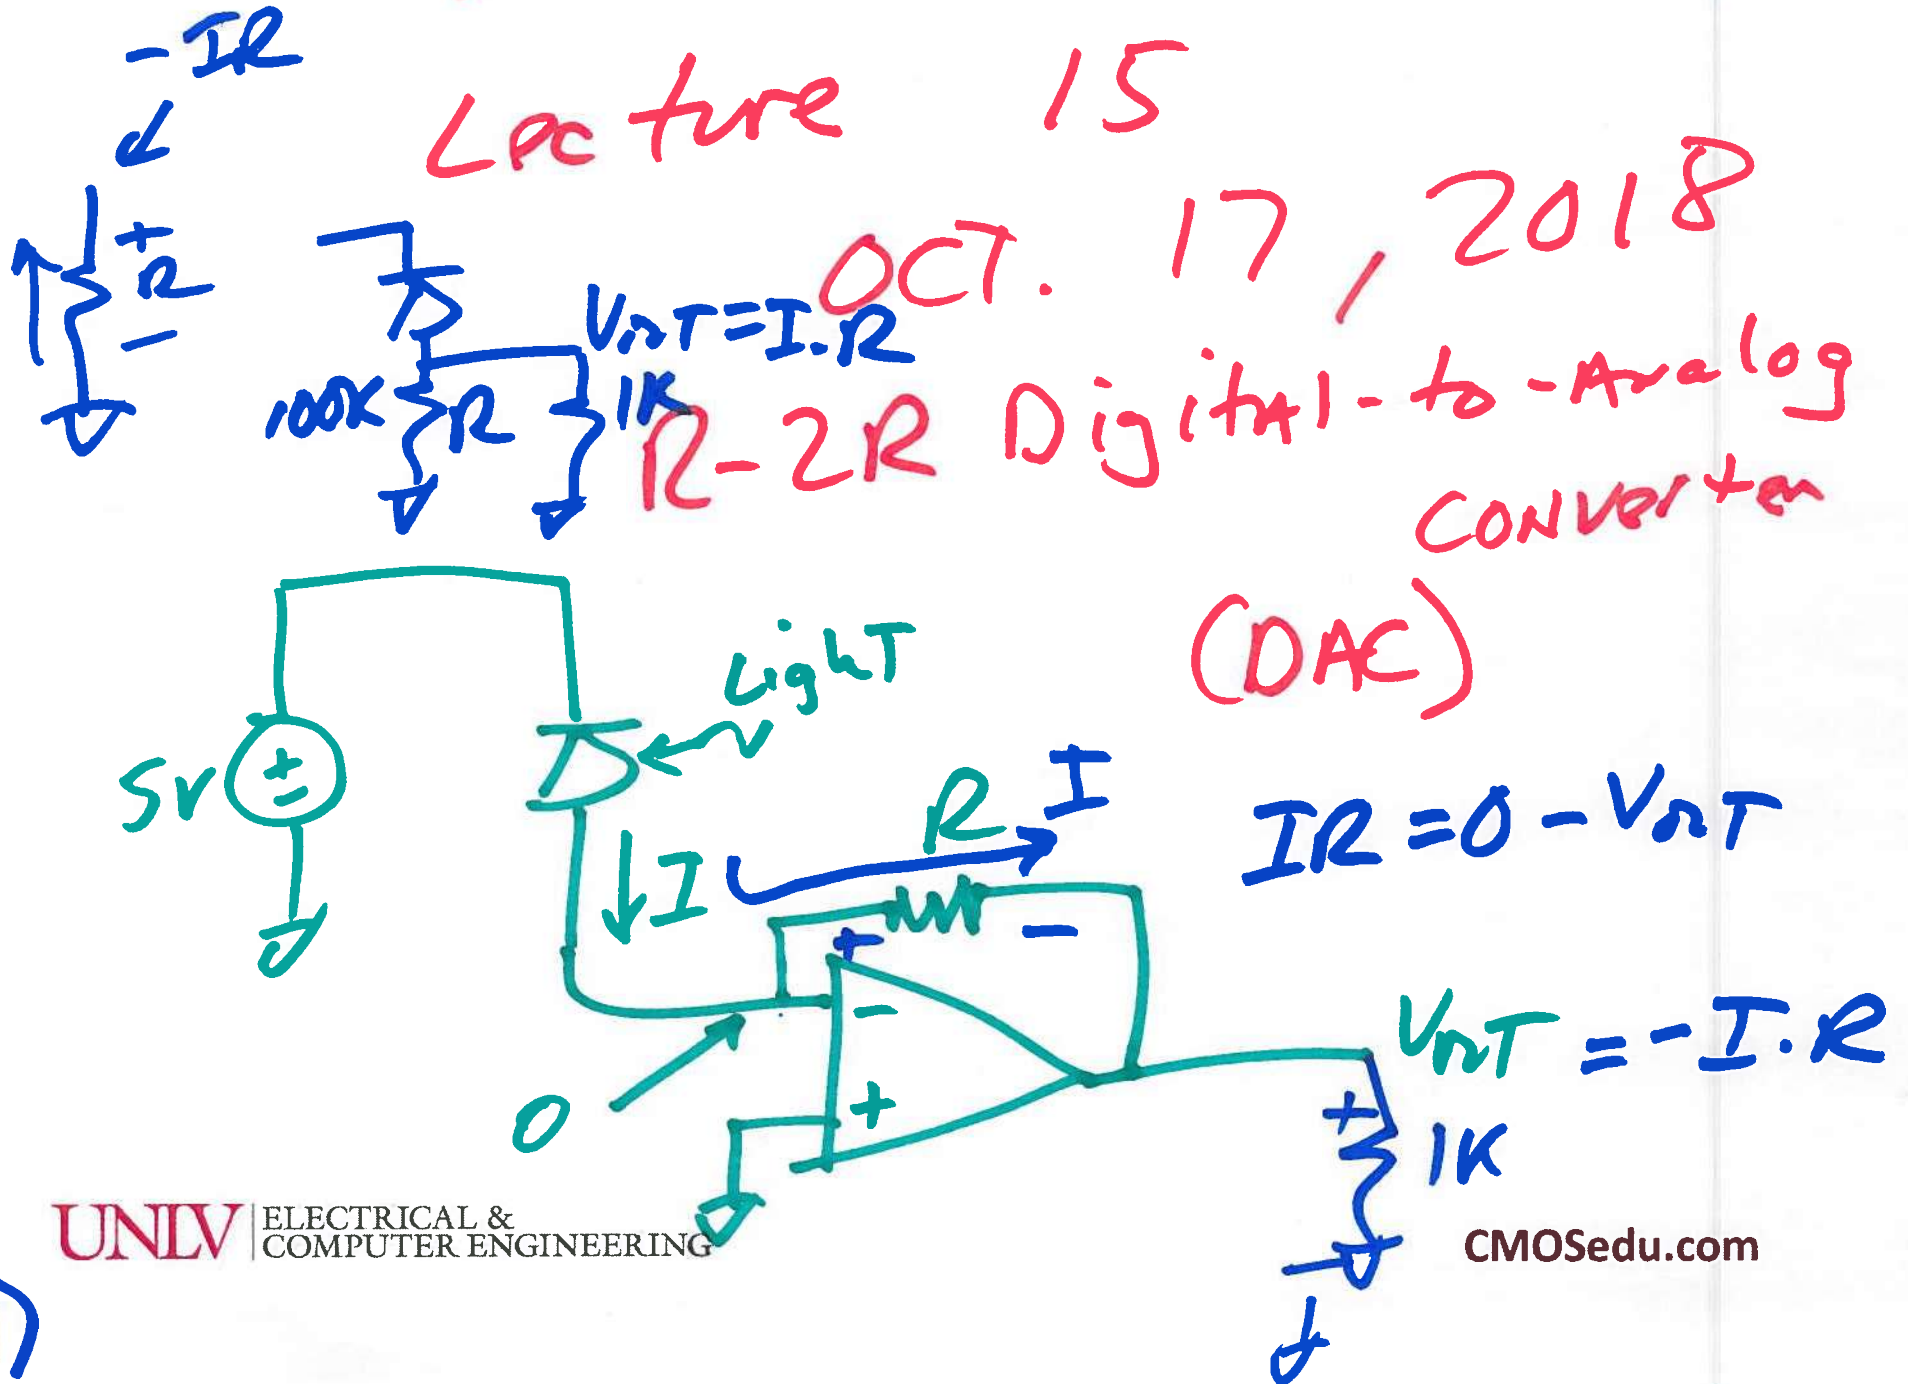 -IR
Lecture 15
OCT. 17, 2018
+
R
-
VOUT=I.R
100K R 1K
R-2R Digital-to-Analog
Converter
(DAC)
Light
5V
+
-
R I
I
IR=0-VOUT
+ -
-
+
0
VOUT=-I.R
+
1K
UNLV ELECTRICAL &
COMPUTER ENGINEERING
CMOSedu.com